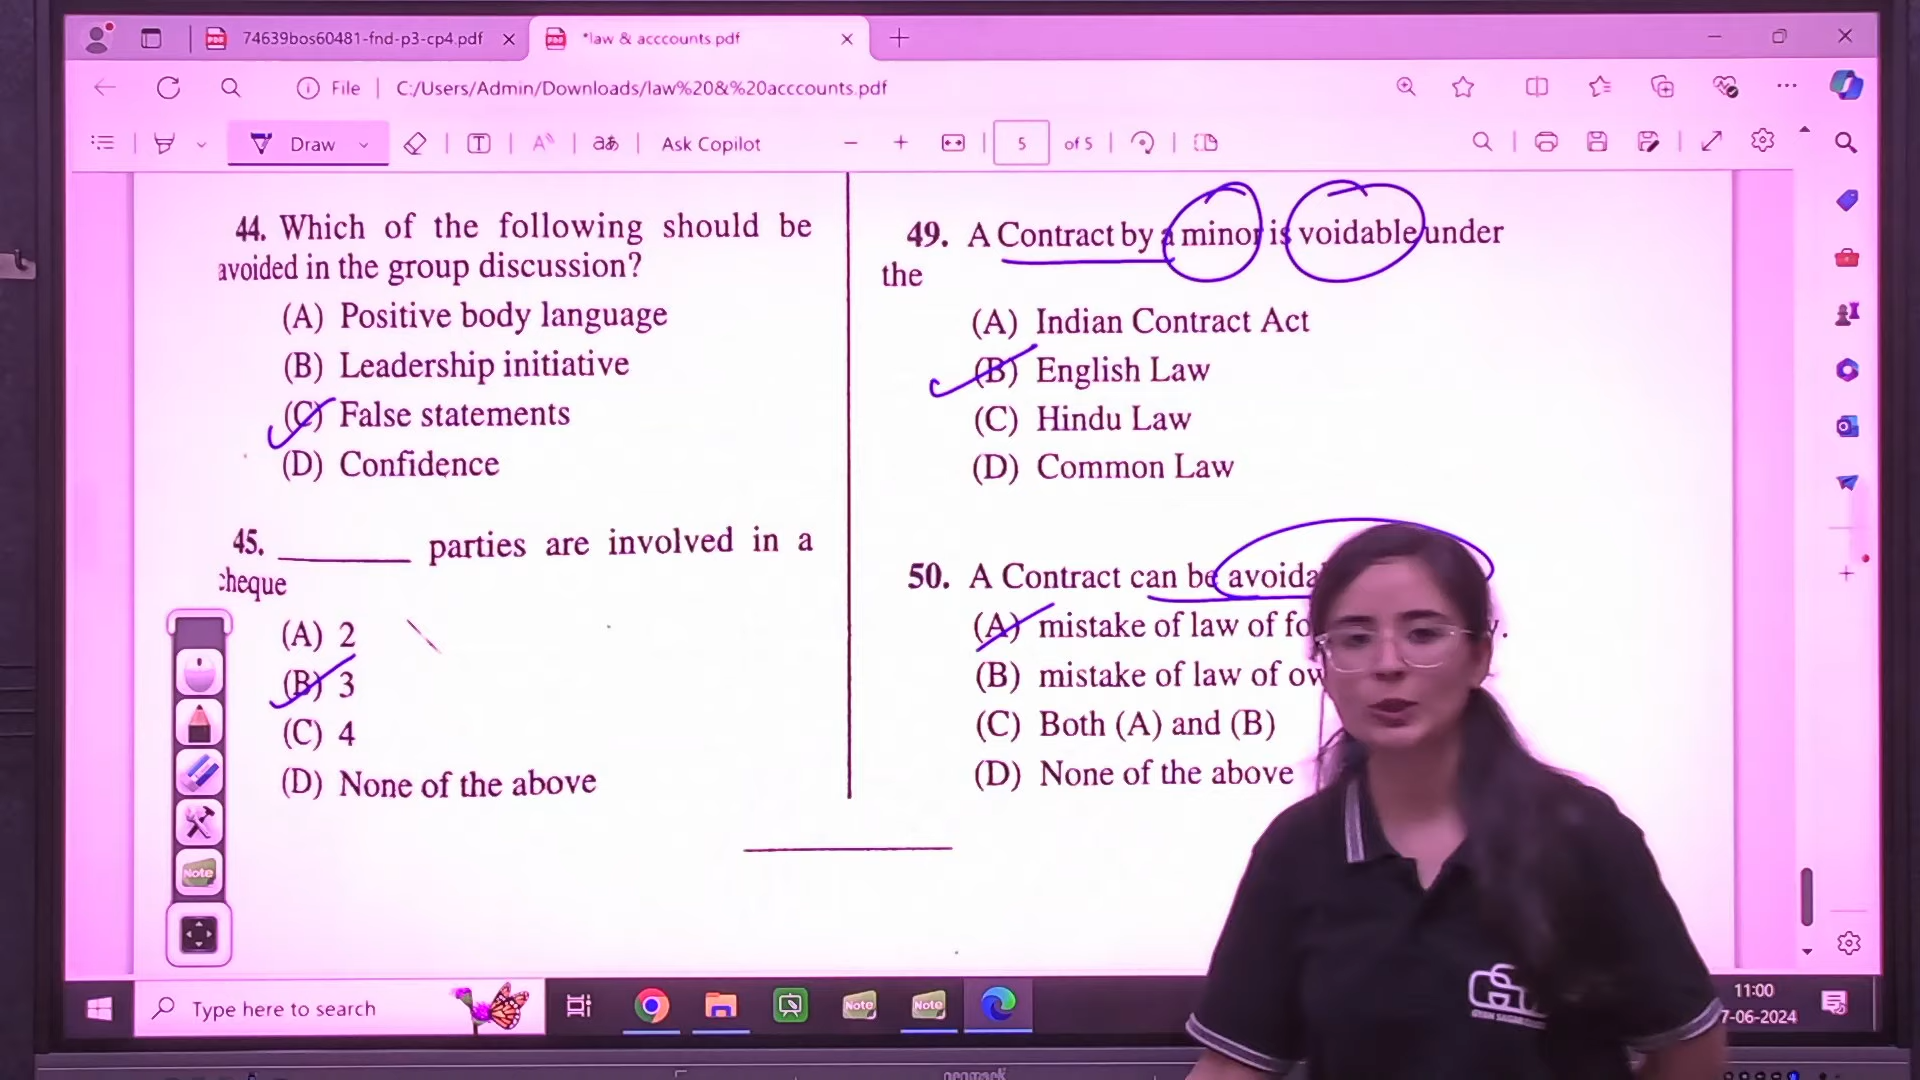 74639bos60481-fnd-p3-cp4.pdf
*law & acccounts pdf
File
C:/Users/Admin/Downloads/law%20&%20acccounts.pdf
Draw
T
aあ
Ask Copilot
5
of 5
44. Which of the following should be
avoided in the group discussion?
(A) Positive body language
(B) Leadership initiative
(C) False statements
(D) Confidence
45. ________ parties are involved in a
cheque
(A) 2
(B) 3
(C) 4
(D) None of the above
49. A Contract by a minor is voidable under
the
(A) Indian Contract Act
(B) English Law
(C) Hindu Law
(D) Common Law
50. A Contract can be avoida
(A) mistake of law of fo
(B) mistake of law of ow
(C) Both (A) and (B)
(D) None of the above
Note
Type here to search
Note
Note
11:00
7-06-2024